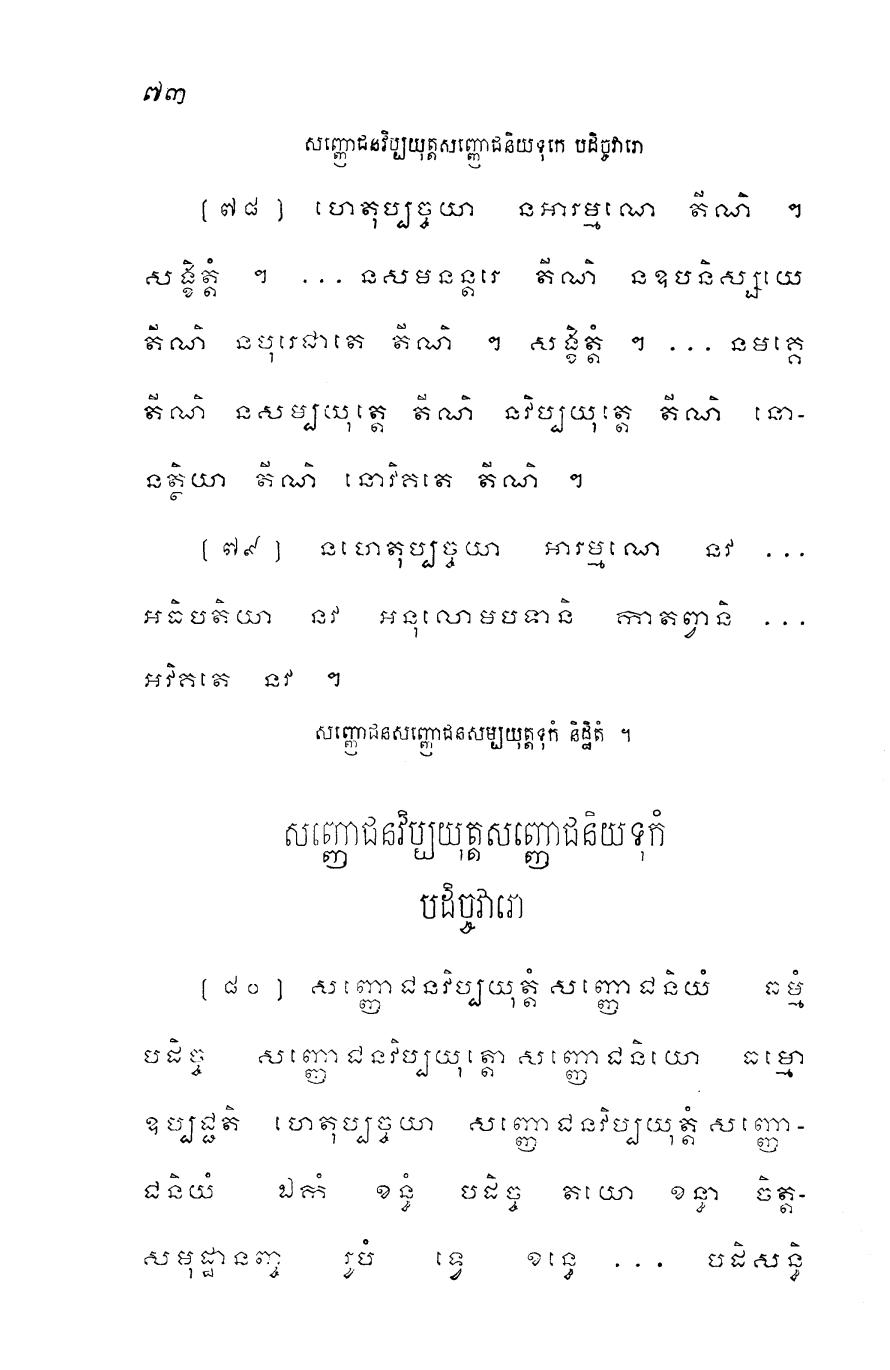 ៧៣
សញ្ញោជនវិប្បយុត្តសញ្ញោជនិយទុកេ បដិច្ចវារោ
[ ៧៨ ] ហេតុប្បច្ចយា នអារម្មណេ តីណិ ។
សង្ខិត្តំ ។ ... នសមនន្តរេ តីណិ នឧបនិស្សយេ
តីណិ នបុរេជាតេ តីណិ ។ សង្ខិត្តំ ។ ... នមគ្គេ
តីណិ នសម្បយុត្តេ តីណិ នវិប្បយុត្តេ តីណិ នោ-
នត្ថិយា តីណិ នោវិគតេ តីណិ ។
[ ៧៩ ] នហេតុប្បច្ចយា អារម្មណេ នវ ...
អធិបតិយា នវ អនុលោមបទានិ កាតព្វានិ ...
អវិគតេ នវ ។
សញ្ញោជនសញ្ញោជនសម្បយុត្តទុកំ និដ្ឋិតំ ។
សញ្ញោជនវិប្បយុត្តសញ្ញោជនិយទុកំ
បដិច្ចវារោ
[ ៨០ ] សញ្ញោជនវិប្បយុត្តំ សញ្ញោជនិយំ ធម្មំ
បដិច្ច សញ្ញោជនវិប្បយុត្តោ សញ្ញោជនិយោ ធម្មោ
ឧប្បជ្ជតិ ហេតុប្បច្ចយា សញ្ញោជនវិប្បយុត្តំ សញ្ញោ-
ជនិយំ ឯកំ ខន្ធំ បដិច្ច តយោ ខន្ធា ចិត្ត-
សមុដ្ឋានញ្ច រូបំ ទ្វេ ខន្ធេ ... បដិសន្ធិ